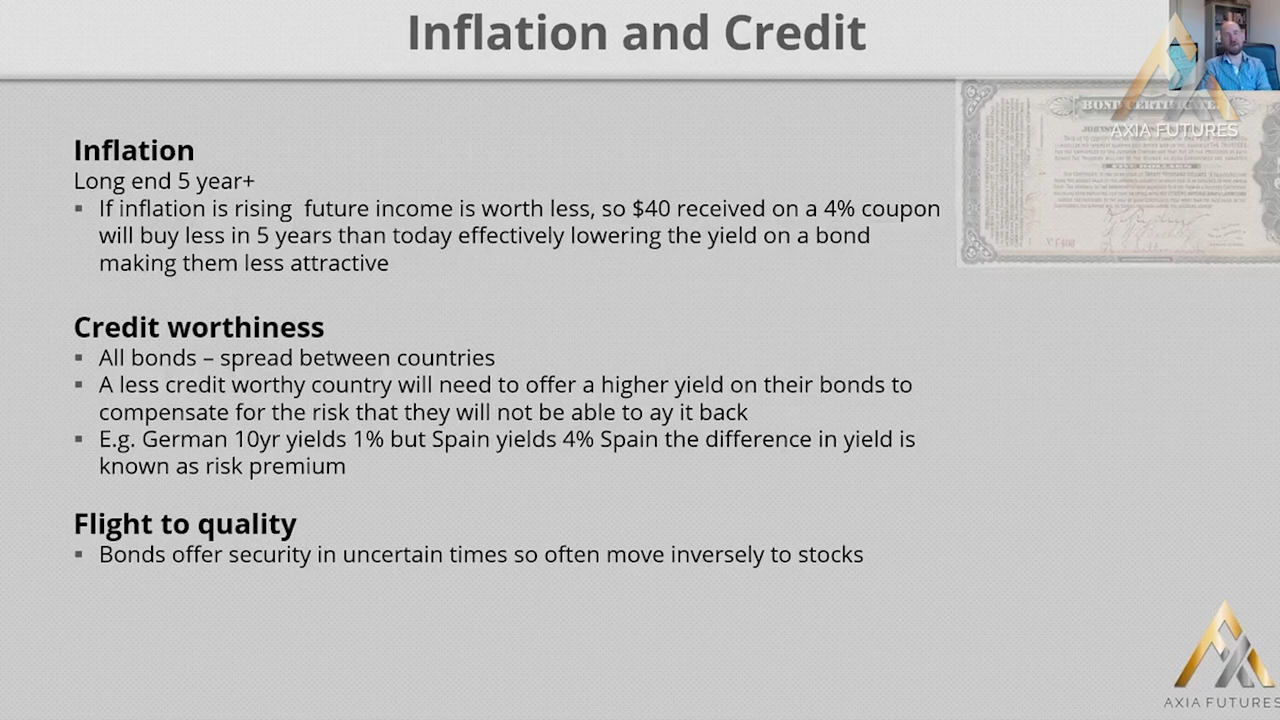 Inflation and Credit
BOND CERTIFICATE
AXIA FUTURES
Inflation
Long end 5 year+
▪ If inflation is rising  future income is worth less, so $40 received on a 4% coupon
will buy less in 5 years than today effectively lowering the yield on a bond
making them less attractive
Credit worthiness
▪ All bonds – spread between countries
▪ A less credit worthy country will need to offer a higher yield on their bonds to
compensate for the risk that they will not be able to ay it back
▪ E.g. German 10yr yields 1% but Spain yields 4% Spain the difference in yield is
known as risk premium
Flight to quality
▪ Bonds offer security in uncertain times so often move inversely to stocks
AXIA FUTURES